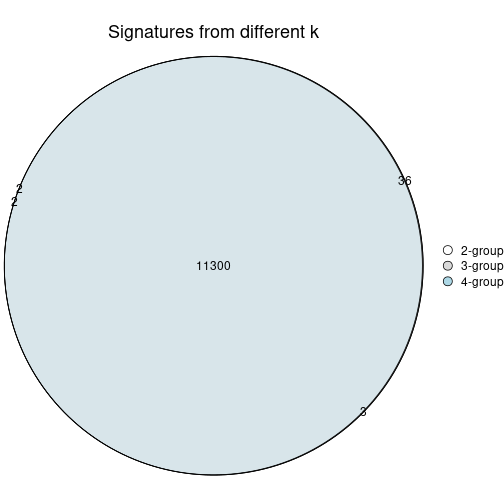 Signatures from different k
36
2
2
11300
2-group
3-group
4-group
3